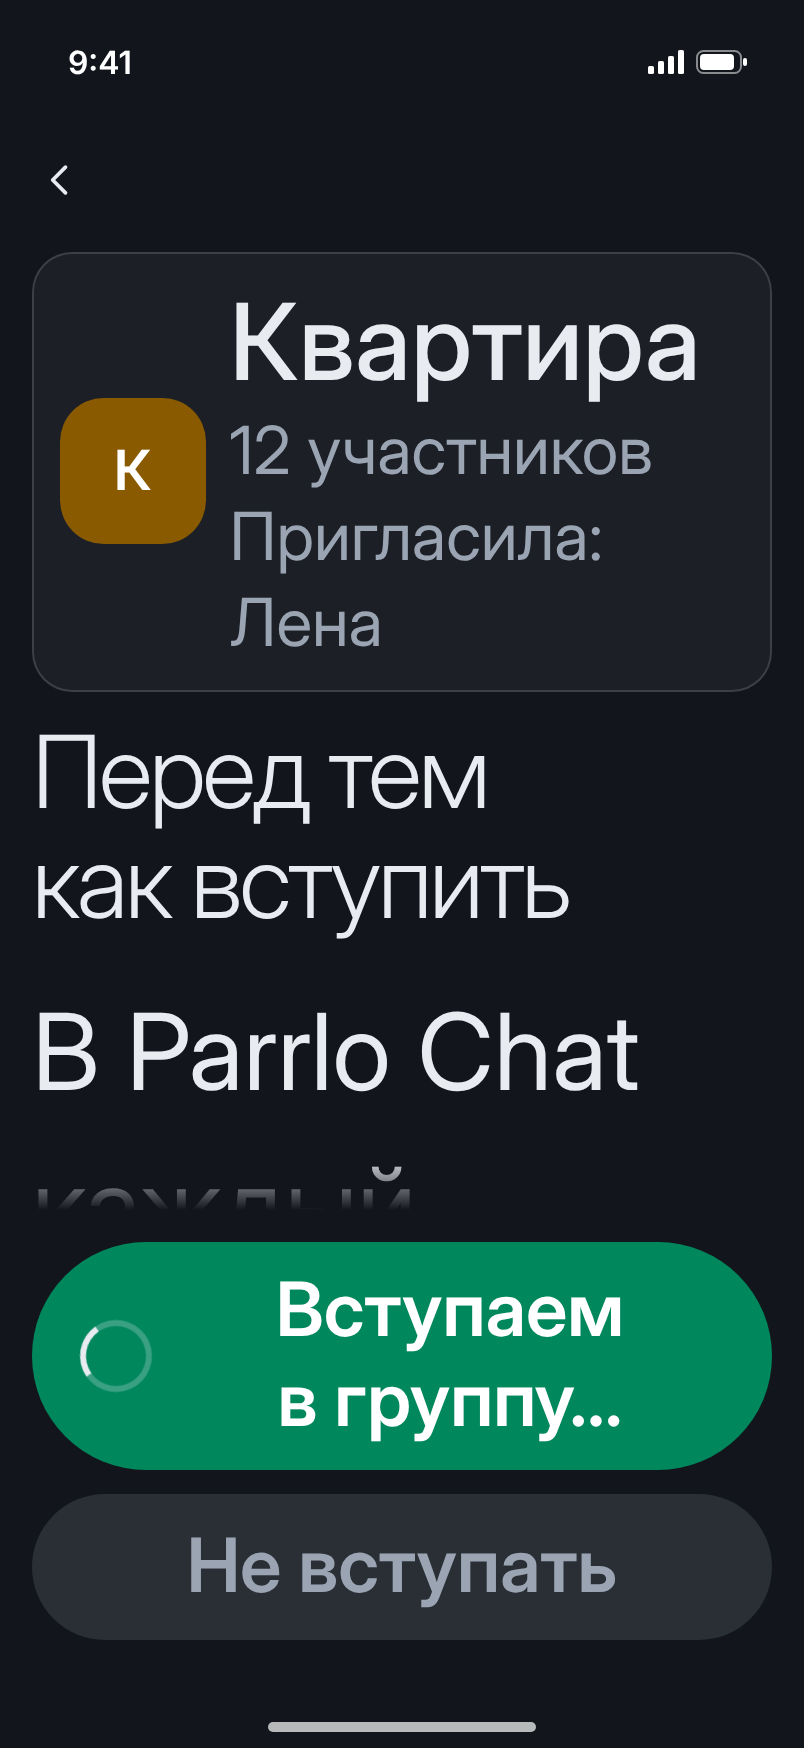 9:41
Квартира
К
12 участников
Пригласила:
Лена
Перед тем
как вступить
В Parrlo Chat
Вступаем
в группу...
Не вступать